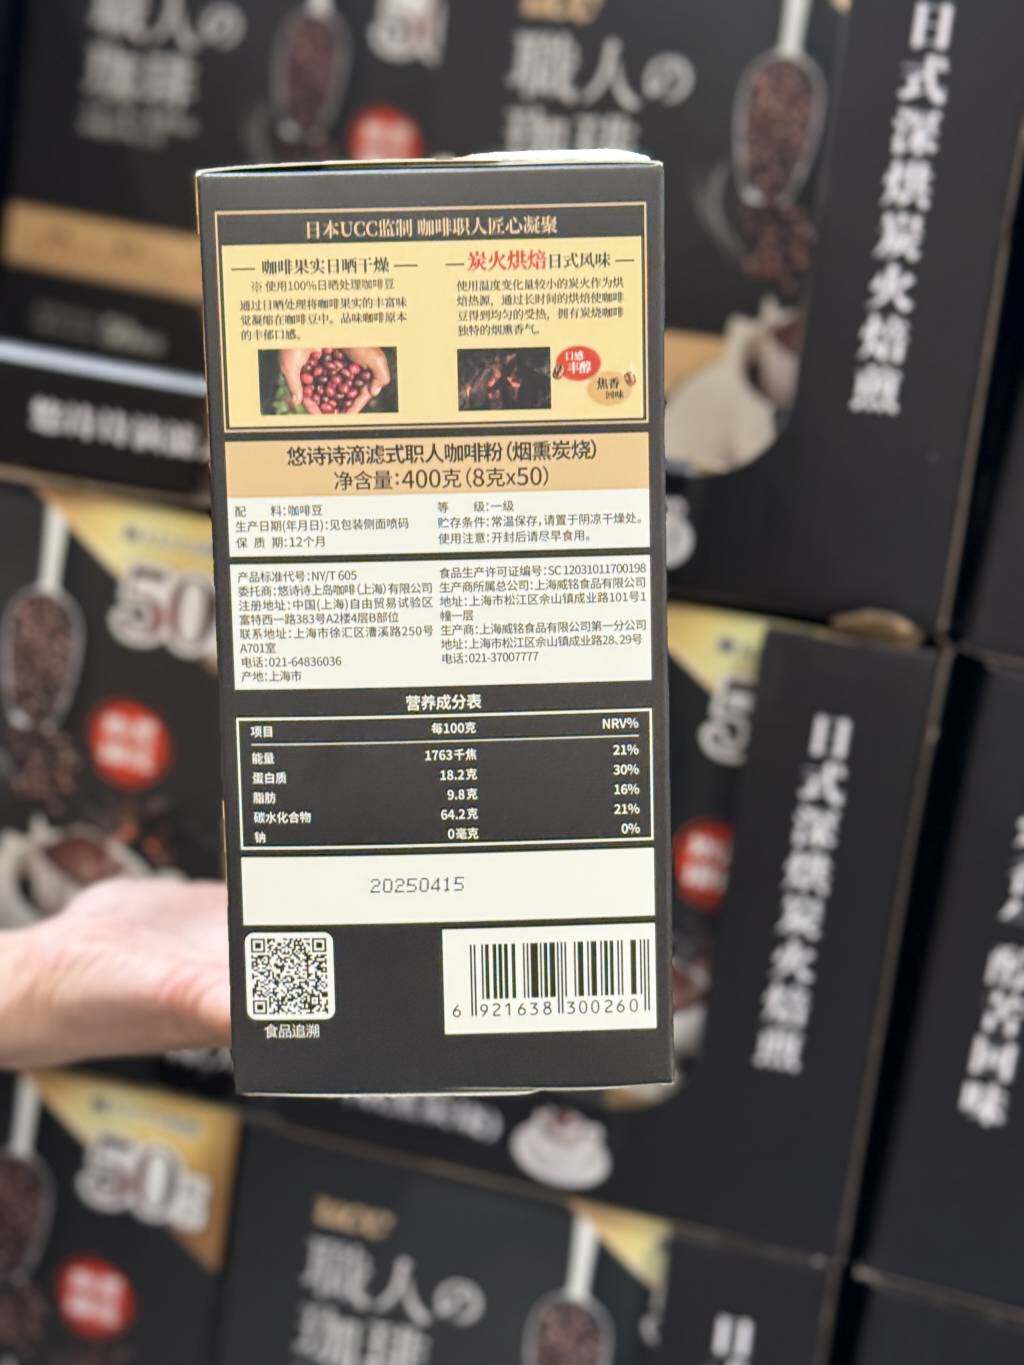 職人の
珈琲
職人の
珈琲
日式深烘炭火焙煎
日本UCC监制 咖啡职人匠心凝聚
咖啡果实日晒干燥
※ 使用100%日晒处理咖啡豆
通过日晒处理将咖啡果实的丰富味
觉凝缩在咖啡豆中。品味咖啡原本
的丰郁口感。
炭火烘焙日式风味
使用温度变化量较小的炭火作为烘
焙热源，通过长时间的烘焙使咖啡
豆得到均匀的受热，拥有炭烧咖啡
独特的烟熏香气。
口感
丰醇
焦香
回味
悠诗诗滴滤式职人咖啡粉(烟熏炭烧)
净含量:400克(8克x50)
配 料:咖啡豆
生产日期(年月日):见包装侧面喷码
保 质 期:12个月
等 级:一级
贮存条件:常温保存,请置于阴凉干燥处。
使用注意:开封后请尽早食用。
产品标准代号:NY/T 605
委托商:悠诗诗上岛咖啡(上海)有限公司
注册地址:中国(上海)自由贸易试验区
富特西一路383号A2楼4层B部位
联系地址:上海市徐汇区漕溪路250号
A701室
电话:021-64836036
产地:上海市
食品生产许可证编号:SC12031011700198
生产商所属总公司:上海威铭食品有限公司
地址:上海市松江区佘山镇成业路101号1
幢一层
生产商:上海威铭食品有限公司第一分公司
地址:上海市松江区佘山镇成业路28、29号
电话:021-37007777
营养成分表
项目 每100克 NRV%
能量 1763千焦 21%
蛋白质 18.2克 30%
脂肪 9.8克 16%
碳水化合物 64.2克 21%
钠 0毫克 0%
20250415
食品追溯
6 921638 300260
50
日式深烘炭火焙煎
50
職人の
珈琲
日
醇苦回味